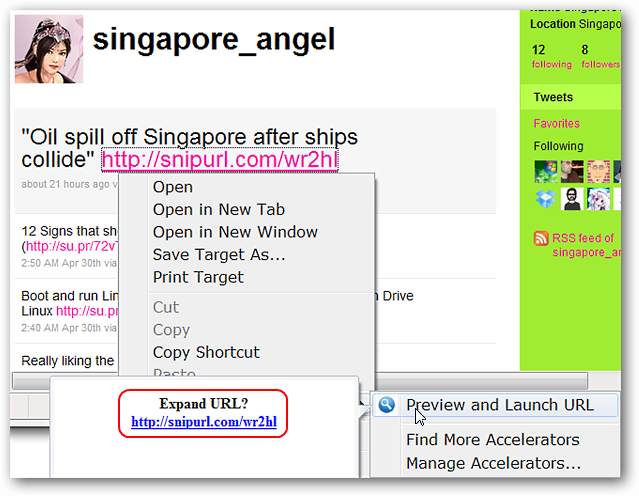 singapore_angel
"Oil spill off Singapore after ships
collide" http://snipurl.com/wr2hl
about 21 hours ago v
12 Signs that sh
(http://su.pr/72v
2:50 AM Apr 30th via
Boot and run Lin
n Drive
Linux http://su.pr
2:40 AM Apr 30th via
Really liking the
Open
Open in New Tab
Open in New Window
Save Target As...
Print Target
Cut
Copy
Copy Shortcut
Paste
Expand URL?
http://snipurl.com/wr2hl
Preview and Launch URL
Find More Accelerators
Manage Accelerators...
Name Singapore
Location Singapo
12
8
following
followers
Tweets
Favorites
Following
RSS feed of
singapore_an